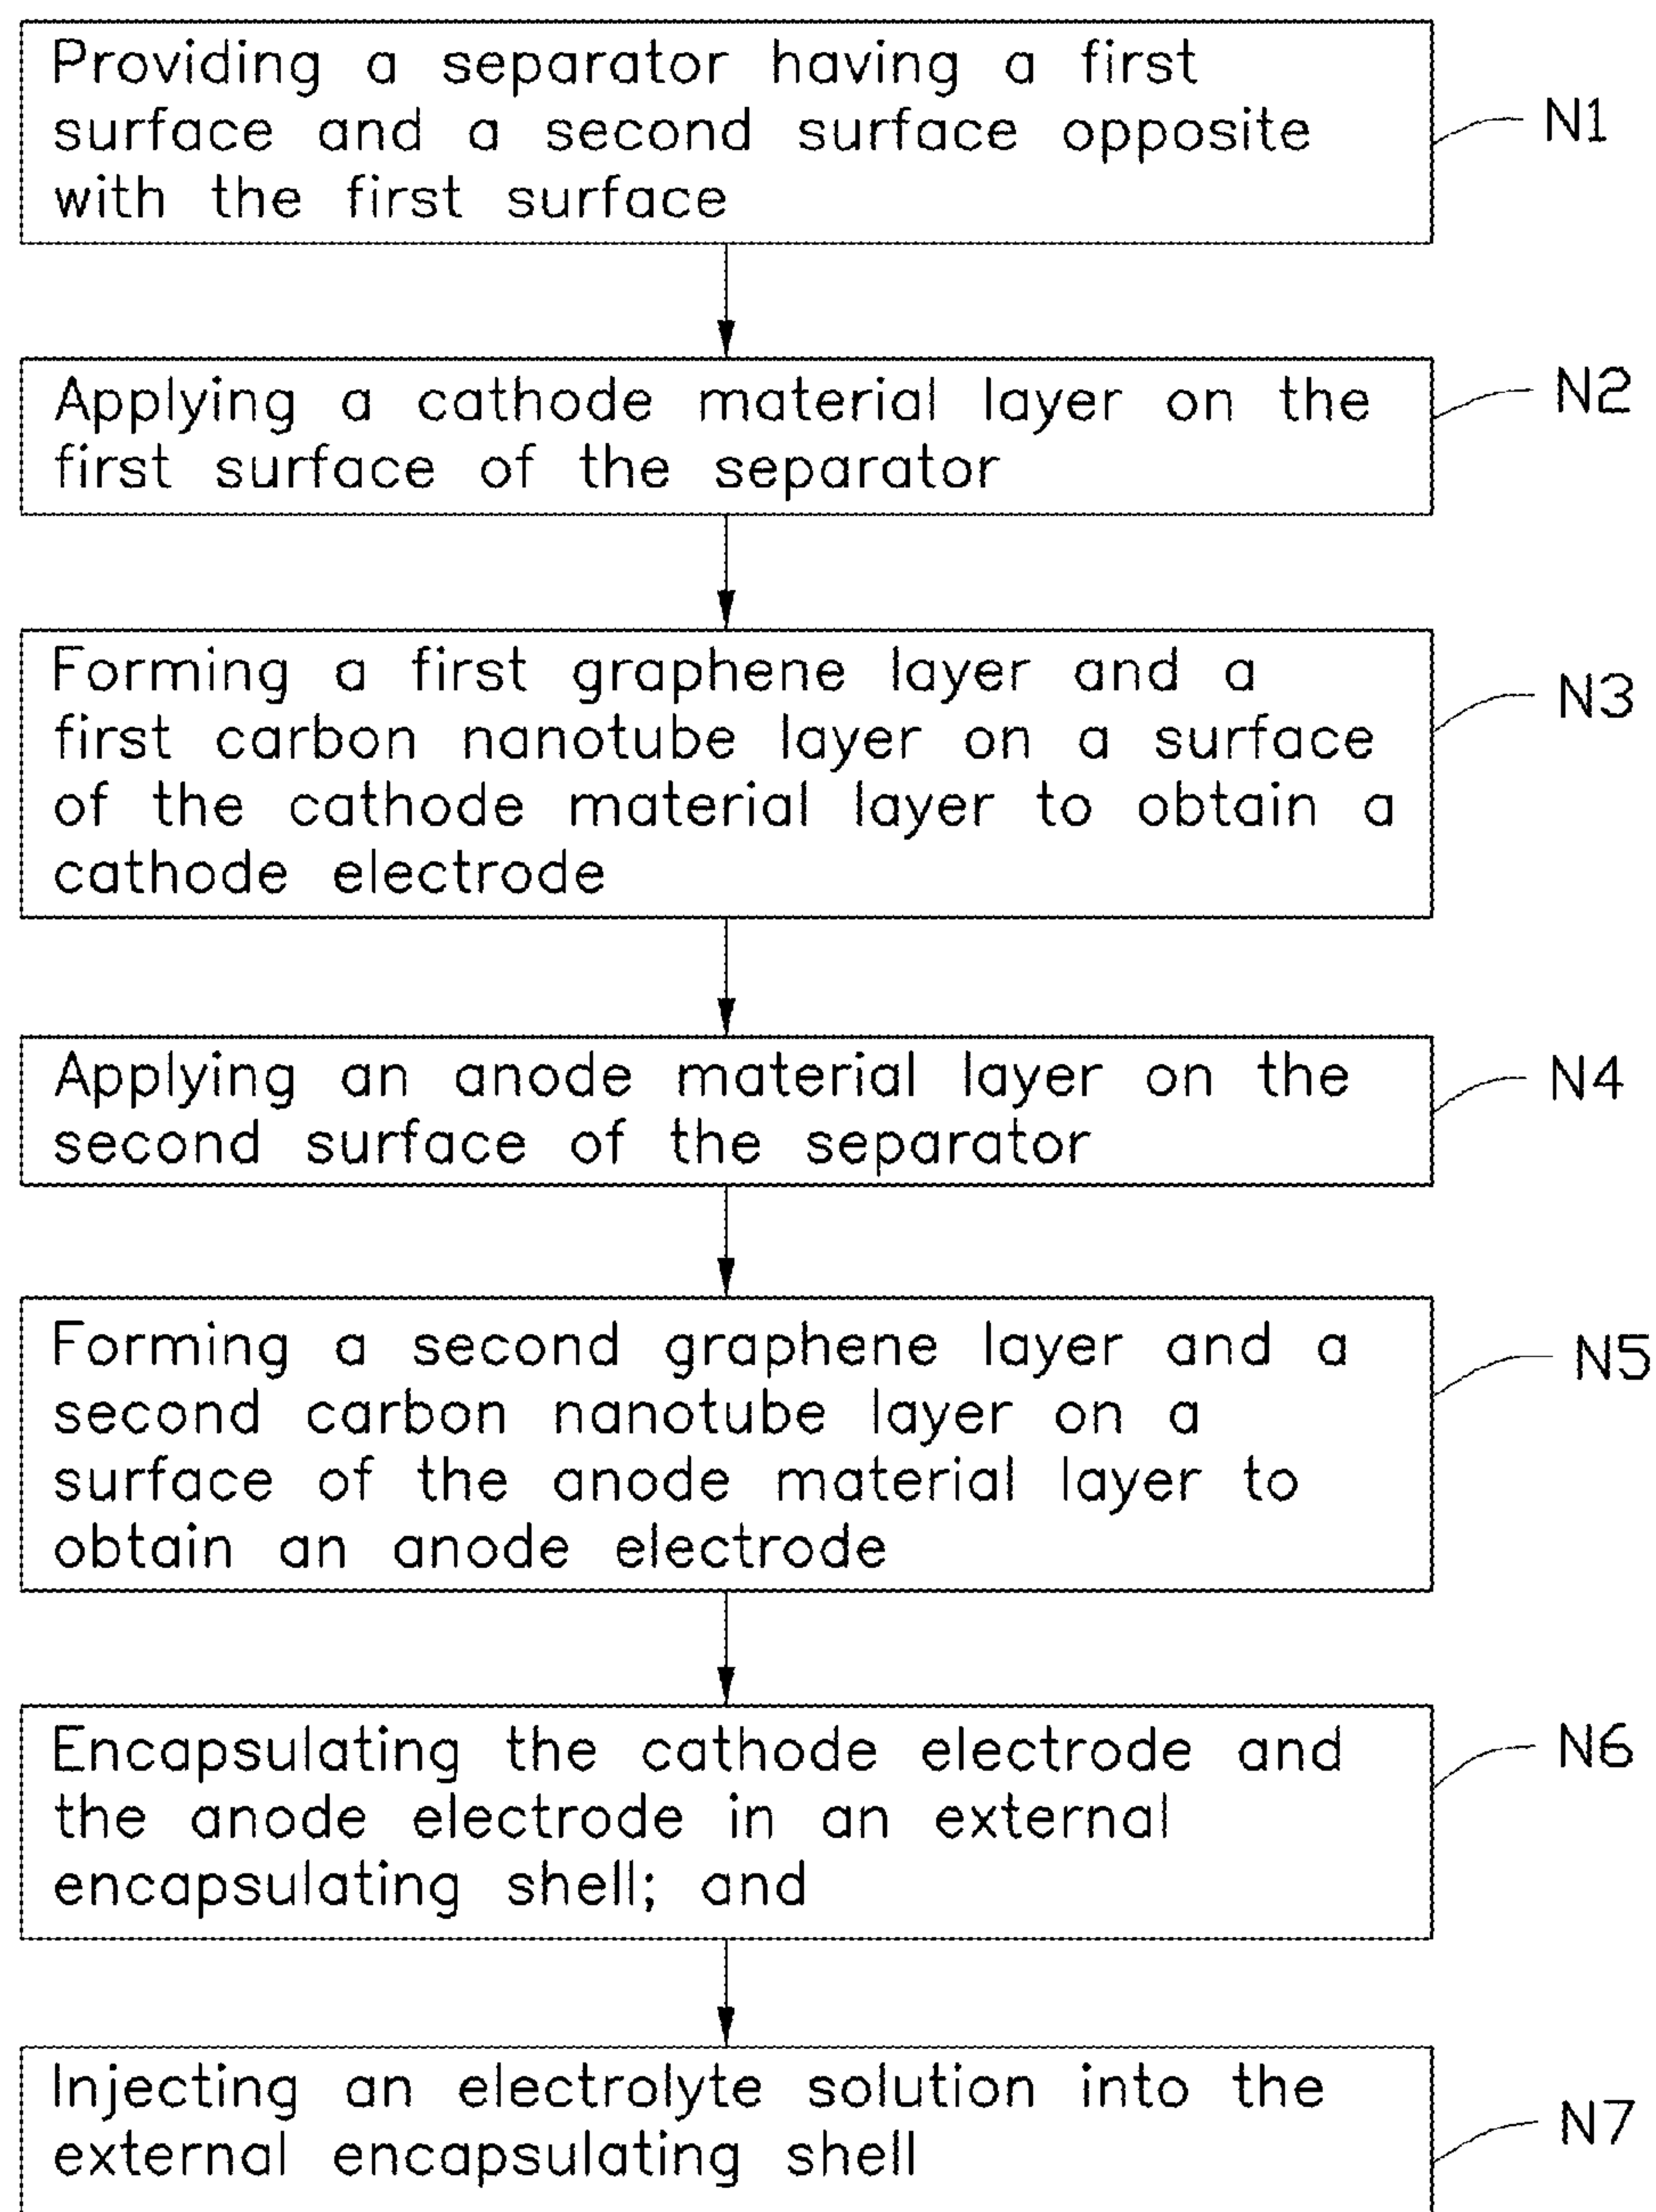 Providing a separator having a first
surface and a second surface opposite
with the first surface
N1
Applying a cathode material layer on the
first surface of the separator
N2
Forming a first graphene layer and a
first carbon nanotube layer on a surface
of the cathode material layer to obtain a
cathode electrode
N3
Applying an anode material layer on the
second surface of the separator
N4
Forming a second graphene layer and a
second carbon nanotube layer on a
surface of the anode material layer to
obtain an anode electrode
N5
Encapsulating the cathode electrode and
the anode electrode in an external
encapsulating shell; and
N6
Injecting an electrolyte solution into the
external encapsulating shell
N7